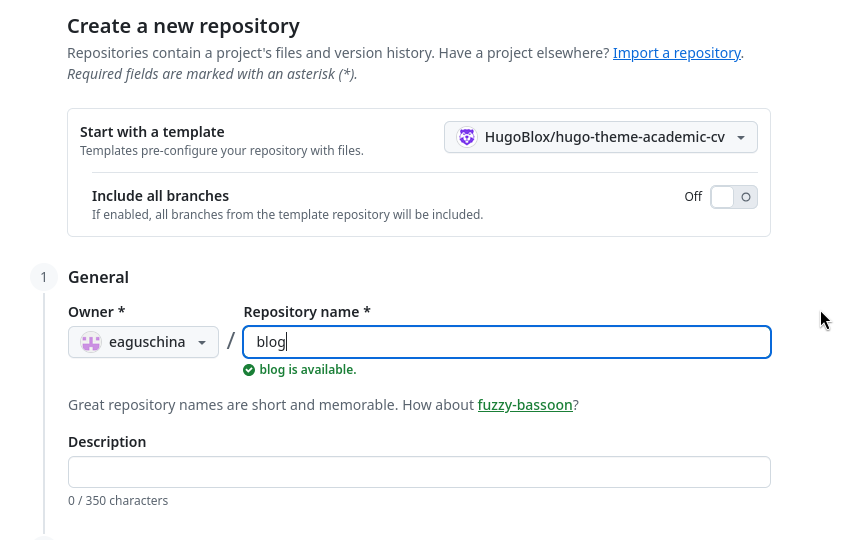 Create a new repository
Repositories contain a project's files and version history. Have a project elsewhere? Import a repository.
Required fields are marked with an asterisk (*).
Start with a template
HugoBlox/hugo-theme-academic-cv
Templates pre-configure your repository with files.
Include all branches
Off
If enabled, all branches from the template repository will be included.
1
General
Owner *
Repository name *
eaguschina
/
blog
blog is available.
Great repository names are short and memorable. How about fuzzy-bassoon?
Description
0 / 350 characters